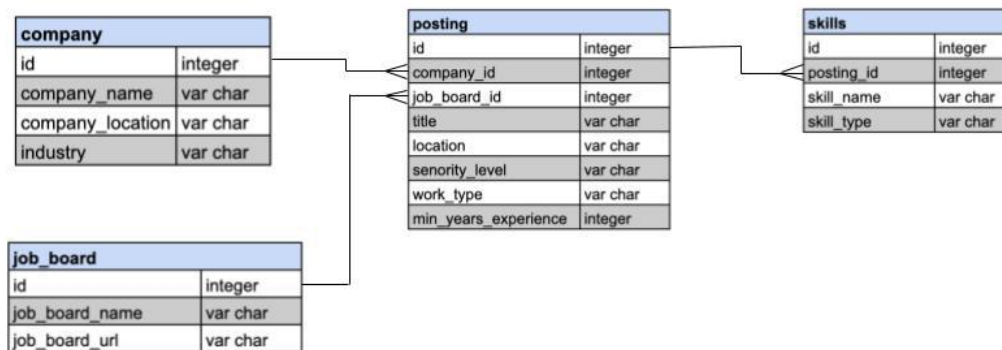 company
id integer
company_name var char
company_location var char
industry var char
posting
id integer
company_id integer
job_board_id integer
title var char
location var char
senority_level var char
work_type var char
min_years_experience integer
skills
id integer
posting_id integer
skill_name var char
skill_type var char
job_board
id integer
job_board_name var char
job_board_url var char